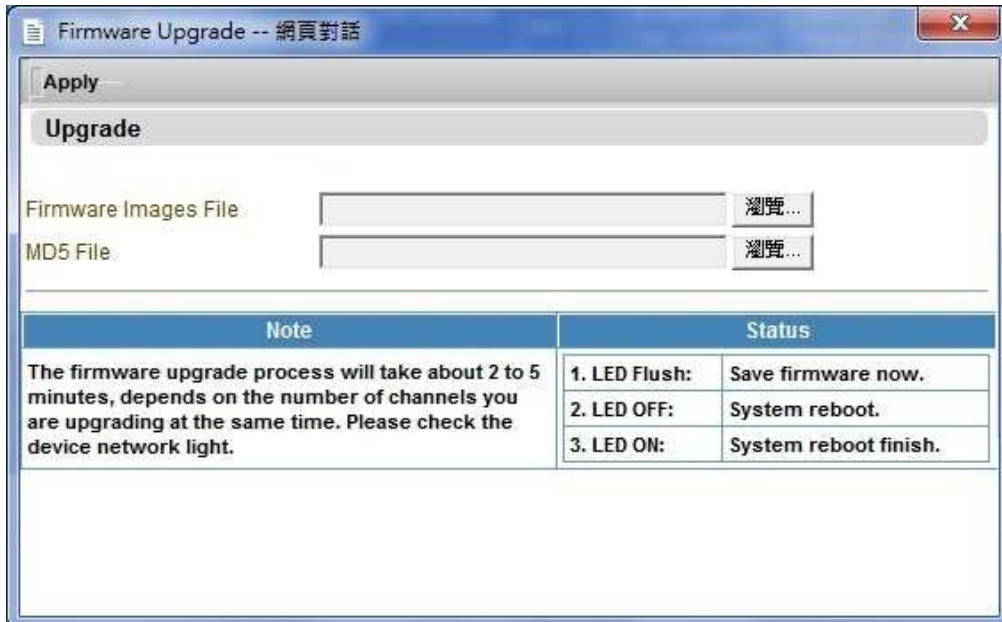 Firmware Upgrade -- 網頁對話
Apply
Upgrade
Firmware Images File 瀏覽...
MD5 File 瀏覽...
Note Status
The firmware upgrade process will take about 2 to 5
minutes, depends on the number of channels you
are upgrading at the same time. Please check the
device network light.
1. LED Flush: Save firmware now.
2. LED OFF: System reboot.
3. LED ON: System reboot finish.